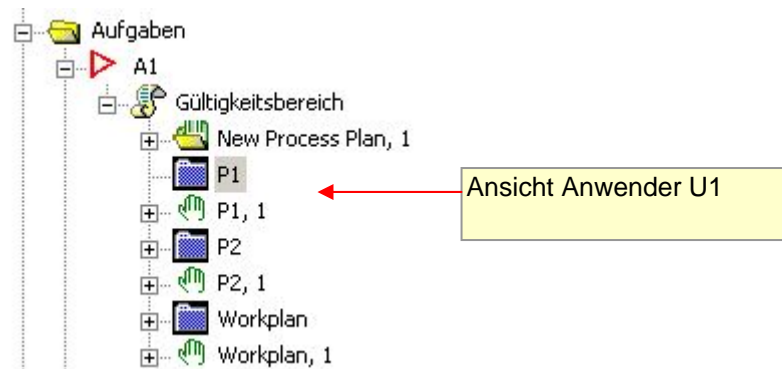 Aufgaben
A1
Gültigkeitsbereich
New Process Plan, 1
P1
Ansicht Anwender U1
P1, 1
P2
P2, 1
Workplan
Workplan, 1